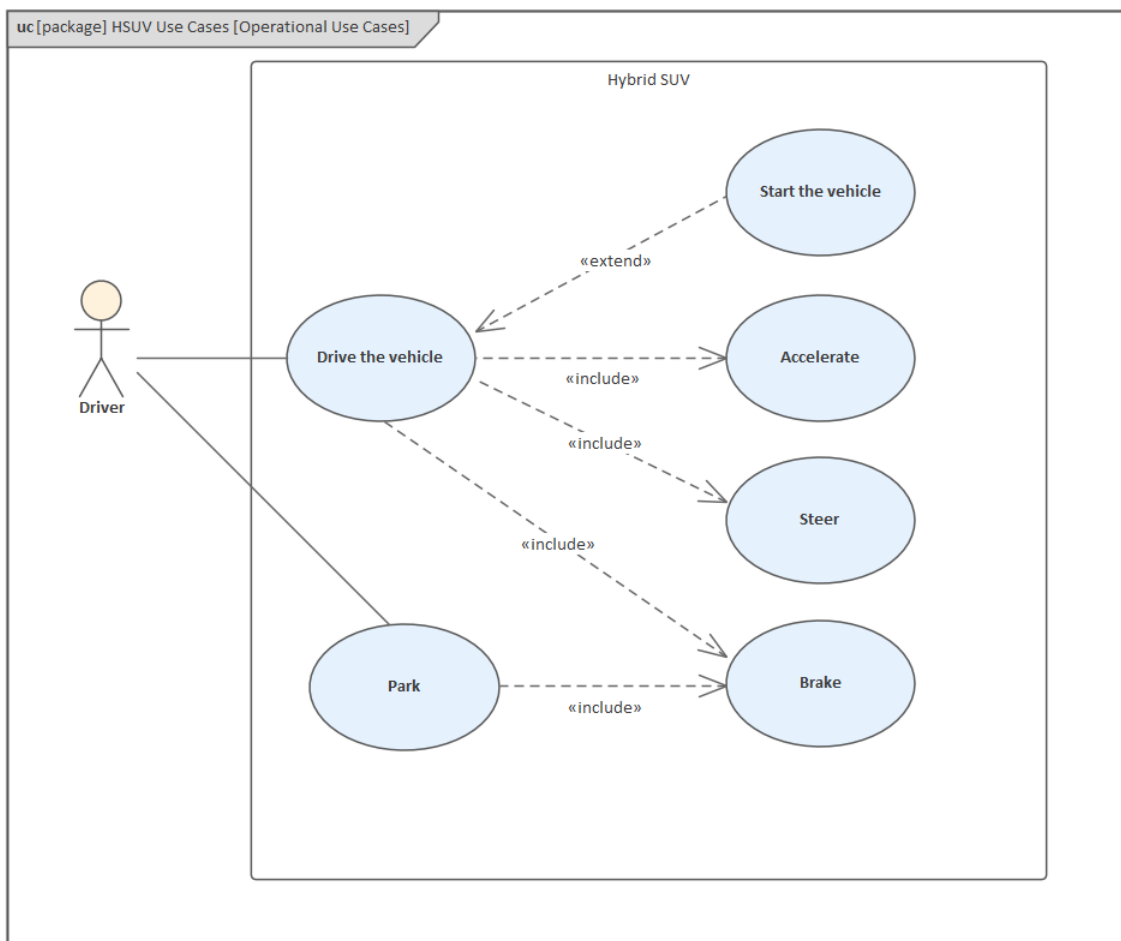 uc [package] HSUV Use Cases [Operational Use Cases]
Hybrid SUV
Start the vehicle
«extend»
Drive the vehicle
Accelerate
«include»
Driver
«include»
Steer
«include»
Park
Brake
«include»